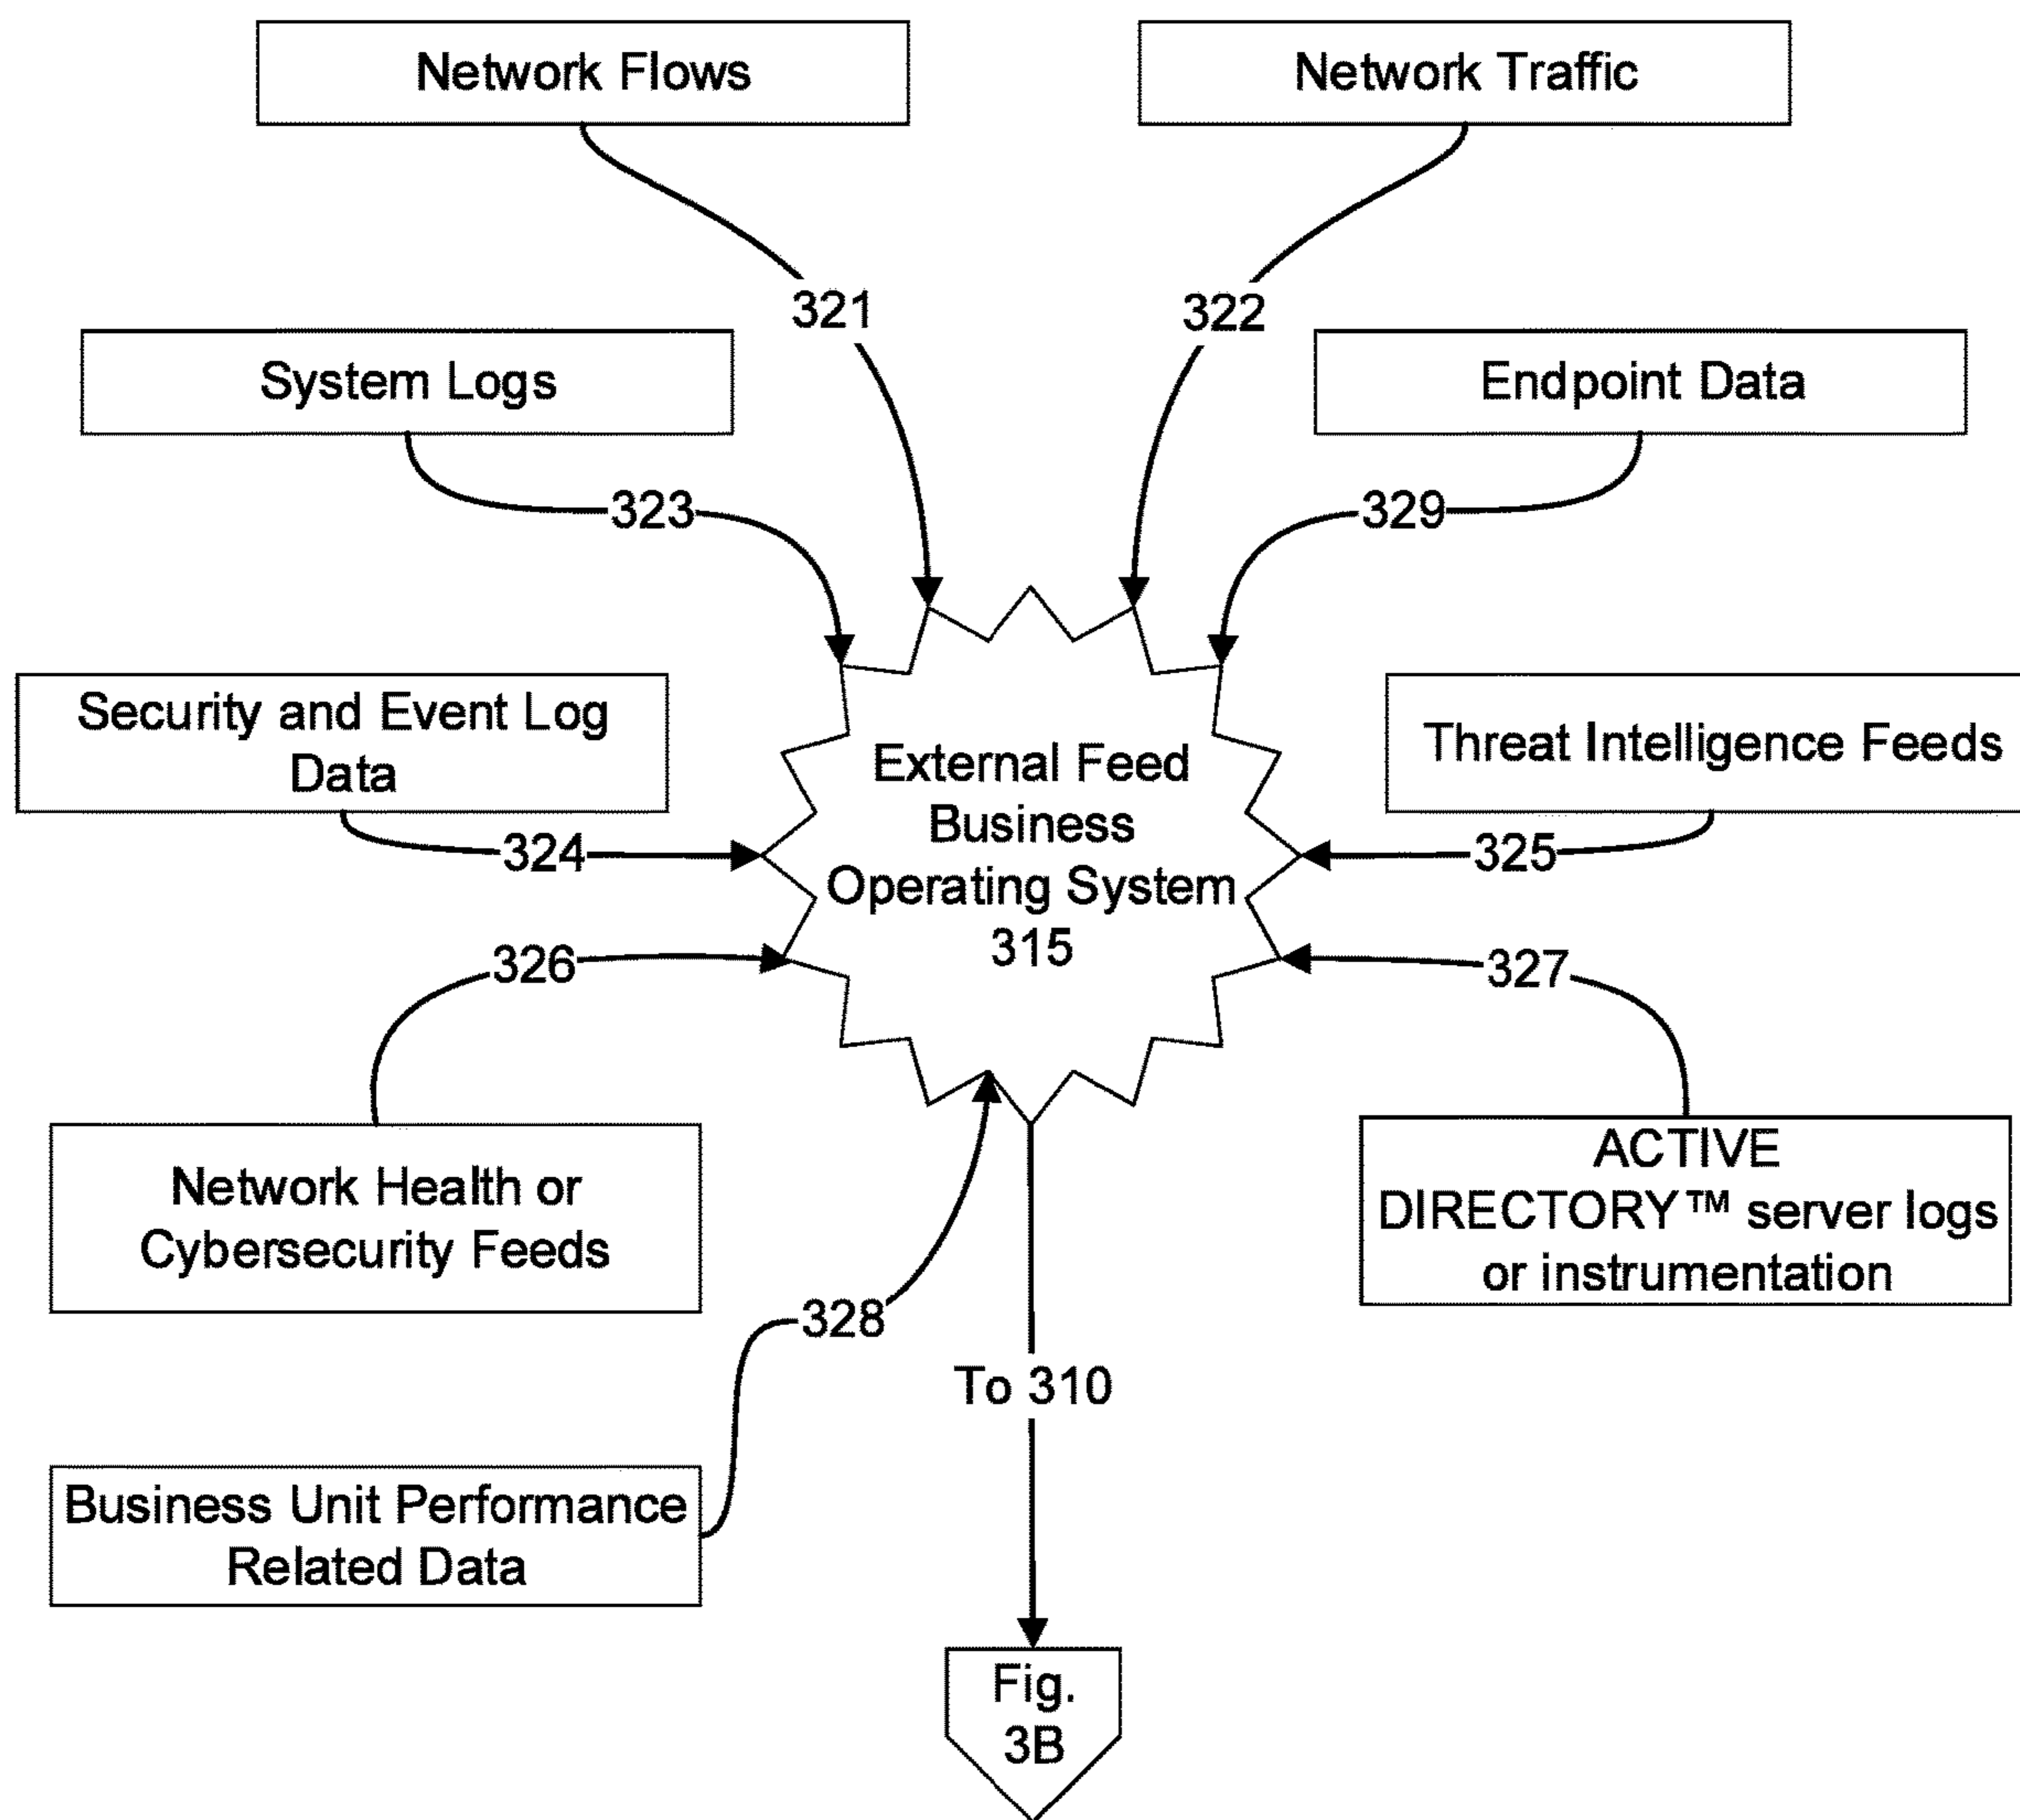 Network Flows
Network Traffic
321
322
System Logs
Endpoint Data
323
329
Security and Event Log
Data
Threat Intelligence Feeds
External Feed
Business
Operating System
315
324
325
326
327
Network Health or
Cybersecurity Feeds
ACTIVE
DIRECTORY™ server logs
or instrumentation
328
To 310
Business Unit Performance
Related Data
Fig.
3B